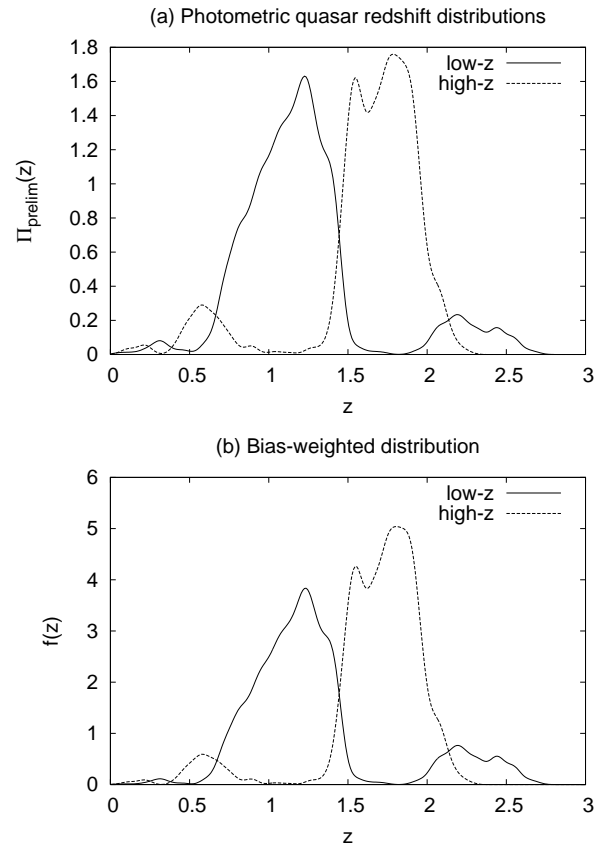 (a) Photometric quasar redshift distributions
Π_prelim(z)
1.8
1.6
1.4
1.2
1
0.8
0.6
0.4
0.2
0
low-z
high-z
0 0.5 1 1.5 2 2.5 3
z
(b) Bias-weighted distribution
f(z)
6
5
4
3
2
1
0
low-z
high-z
0 0.5 1 1.5 2 2.5 3
z